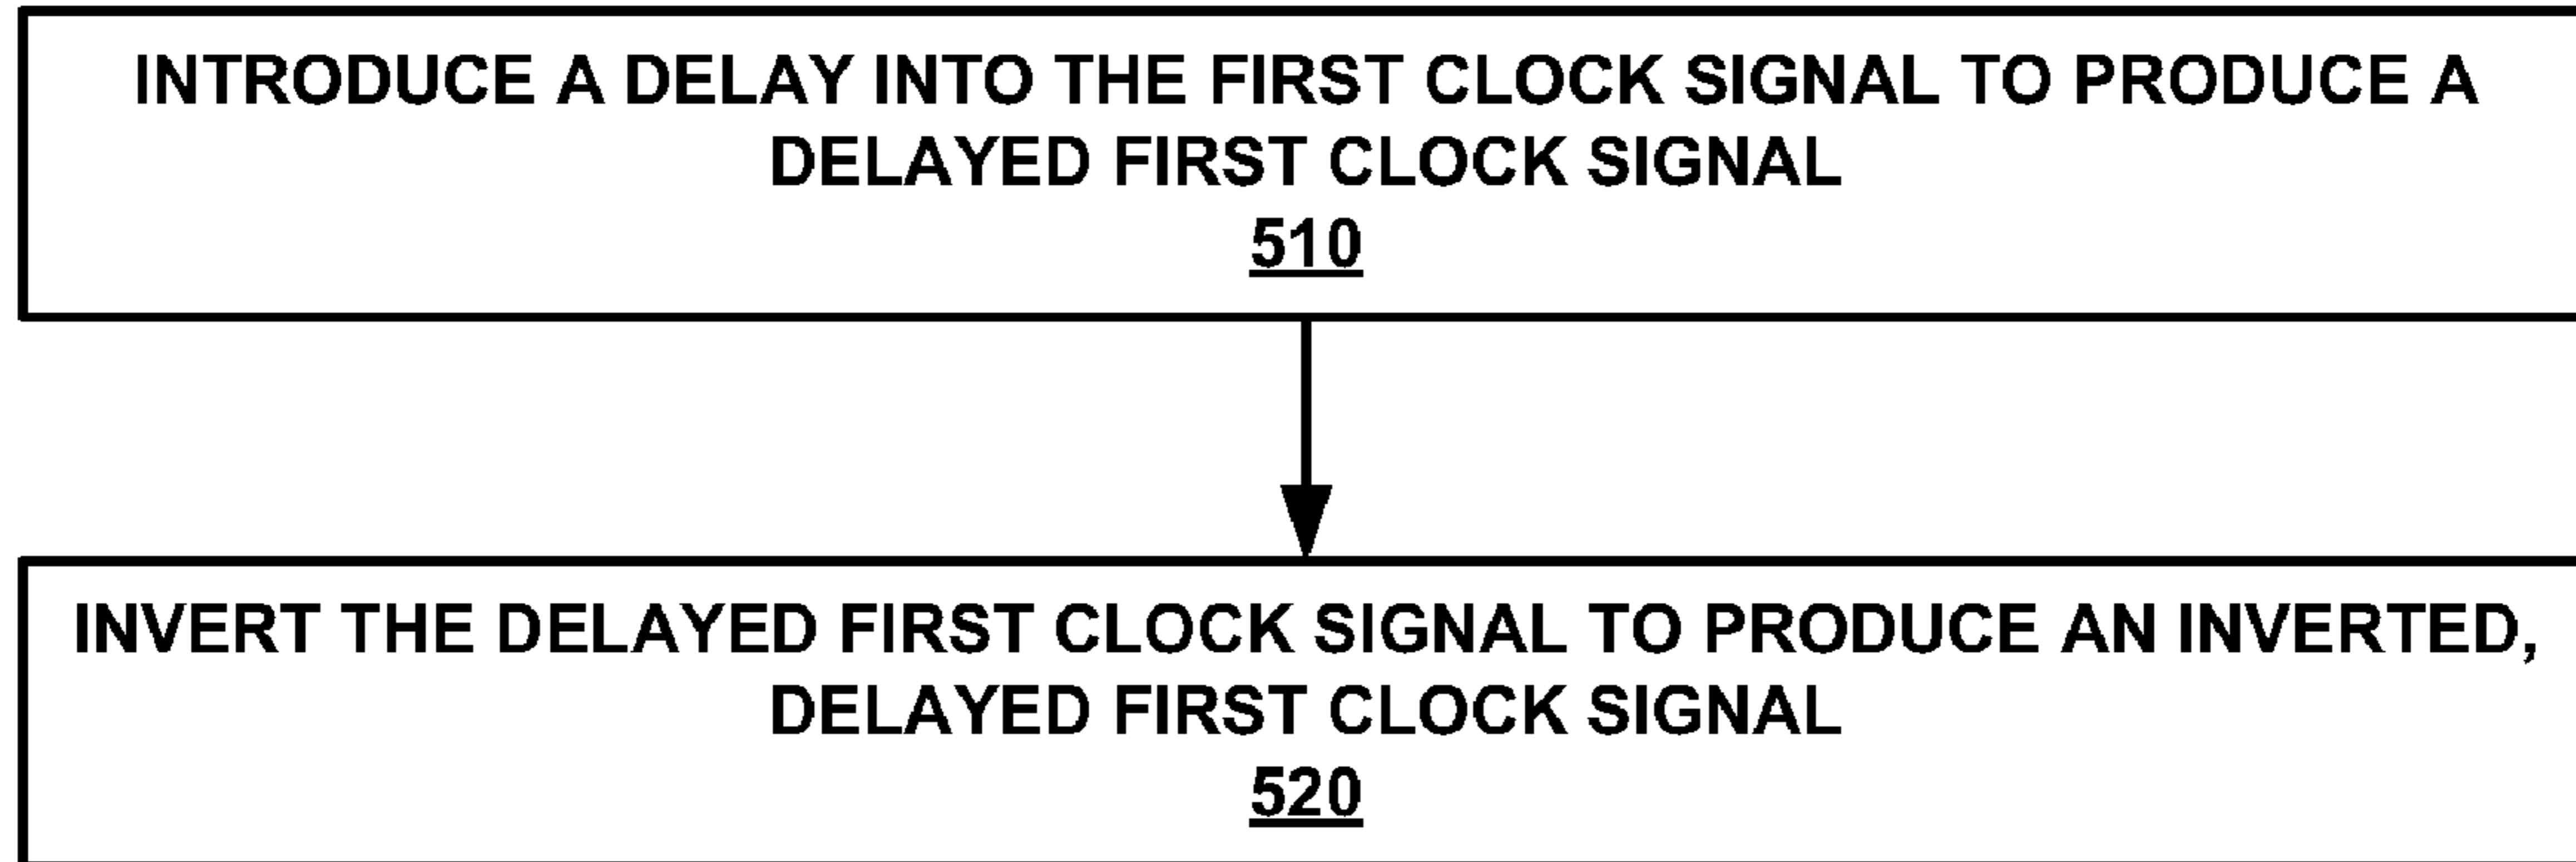 INTRODUCE A DELAY INTO THE FIRST CLOCK SIGNAL TO PRODUCE A
DELAYED FIRST CLOCK SIGNAL
510
INVERT THE DELAYED FIRST CLOCK SIGNAL TO PRODUCE AN INVERTED,
DELAYED FIRST CLOCK SIGNAL
520